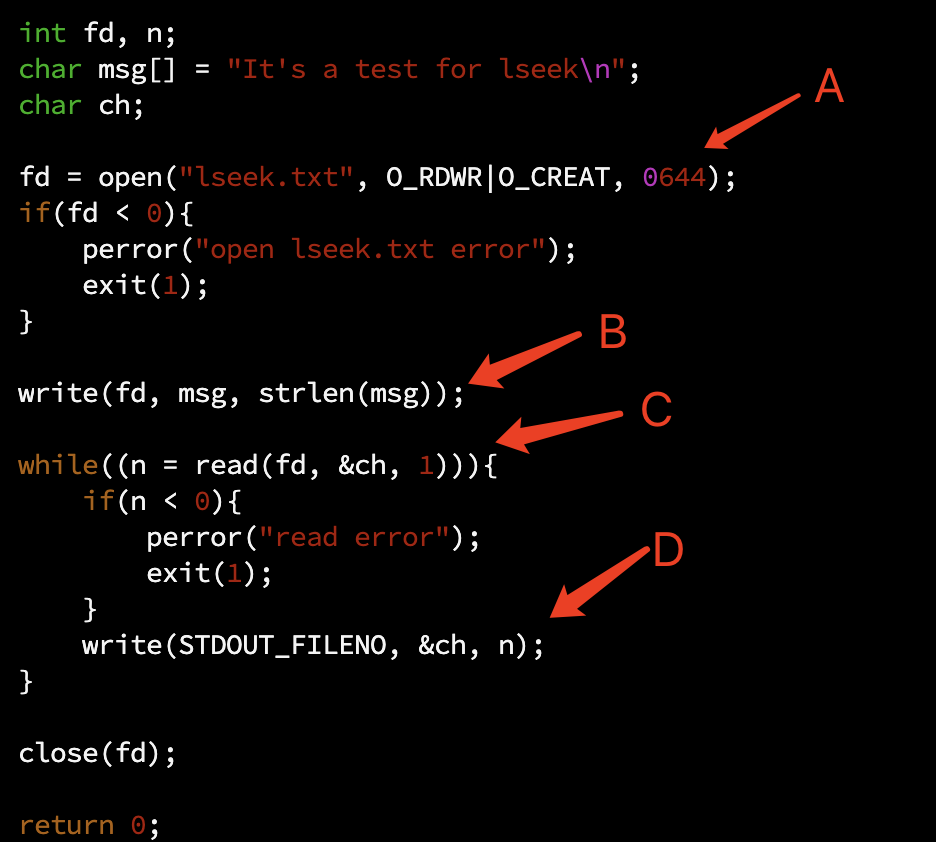 int fd, n;
char msg[] = "It's a test for lseek\n";
char ch;
A
fd = open("lseek.txt", O_RDWR|O_CREAT, 0644);
if(fd < 0){
    perror("open lseek.txt error");
    exit(1);
}
B
write(fd, msg, strlen(msg));
C
while((n = read(fd, &ch, 1))){
    if(n < 0){
        perror("read error");
        exit(1);
    }
D
    write(STDOUT_FILENO, &ch, n);
}
close(fd);
return 0;